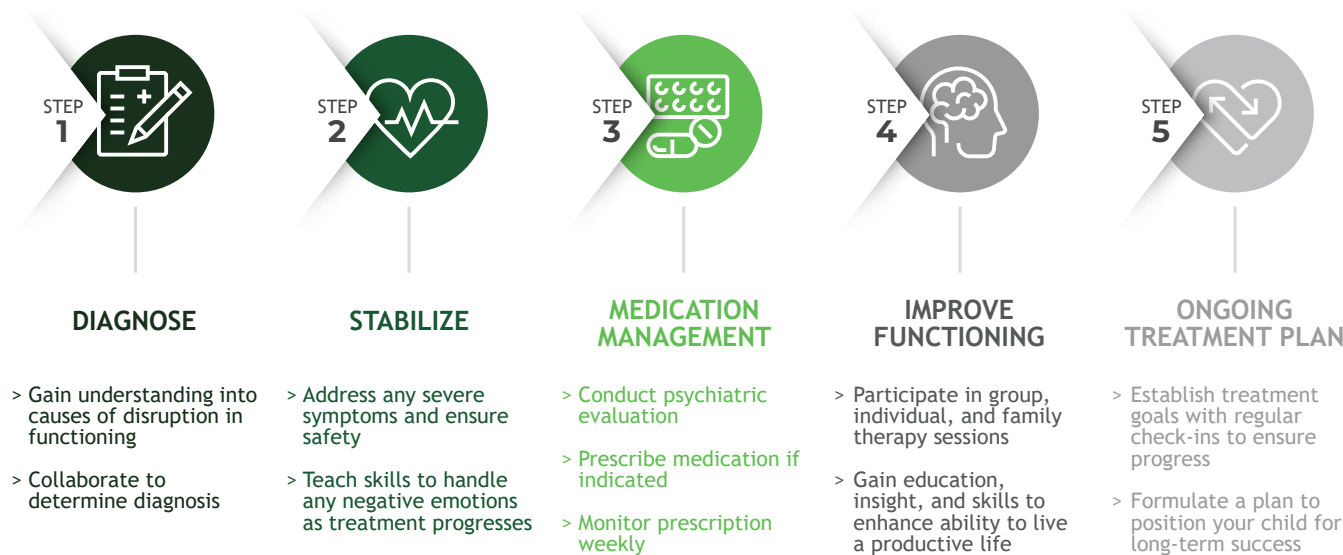 STEP
1
STEP
2
STEP
3
STEP
4
STEP
5
DIAGNOSE
> Gain understanding into
causes of disruption in
functioning
> Collaborate to
determine diagnosis
STABILIZE
> Address any severe
symptoms and ensure
safety
> Teach skills to handle
any negative emotions
as treatment progresses
MEDICATION
MANAGEMENT
> Conduct psychiatric
evaluation
> Prescribe medication if
indicated
> Monitor prescription
weekly
IMPROVE
FUNCTIONING
> Participate in group,
individual, and family
therapy sessions
> Gain education,
insight, and skills to
enhance ability to live
a productive life
ONGOING
TREATMENT PLAN
> Establish treatment
goals with regular
check-ins to ensure
progress
> Formulate a plan to
position your child for
long-term success